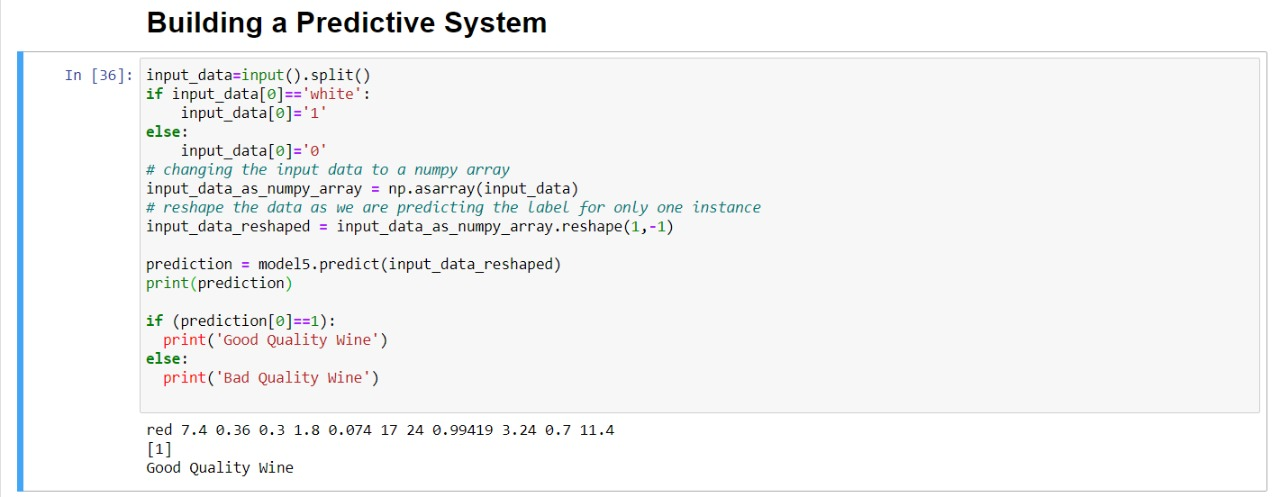 Building a Predictive System
In [36]: input_data=input().split()
if input_data[0]=='white':
    input_data[0]='1'
else:
    input_data[0]='0'
# changing the input data to a numpy array
input_data_as_numpy_array = np.asarray(input_data)
# reshape the data as we are predicting the label for only one instance
input_data_reshaped = input_data_as_numpy_array.reshape(1,-1)
prediction = model5.predict(input_data_reshaped)
print(prediction)
if (prediction[0]==1):
  print('Good Quality Wine')
else:
  print('Bad Quality Wine')
red 7.4 0.36 0.3 1.8 0.074 17 24 0.99419 3.24 0.7 11.4
[1]
Good Quality Wine